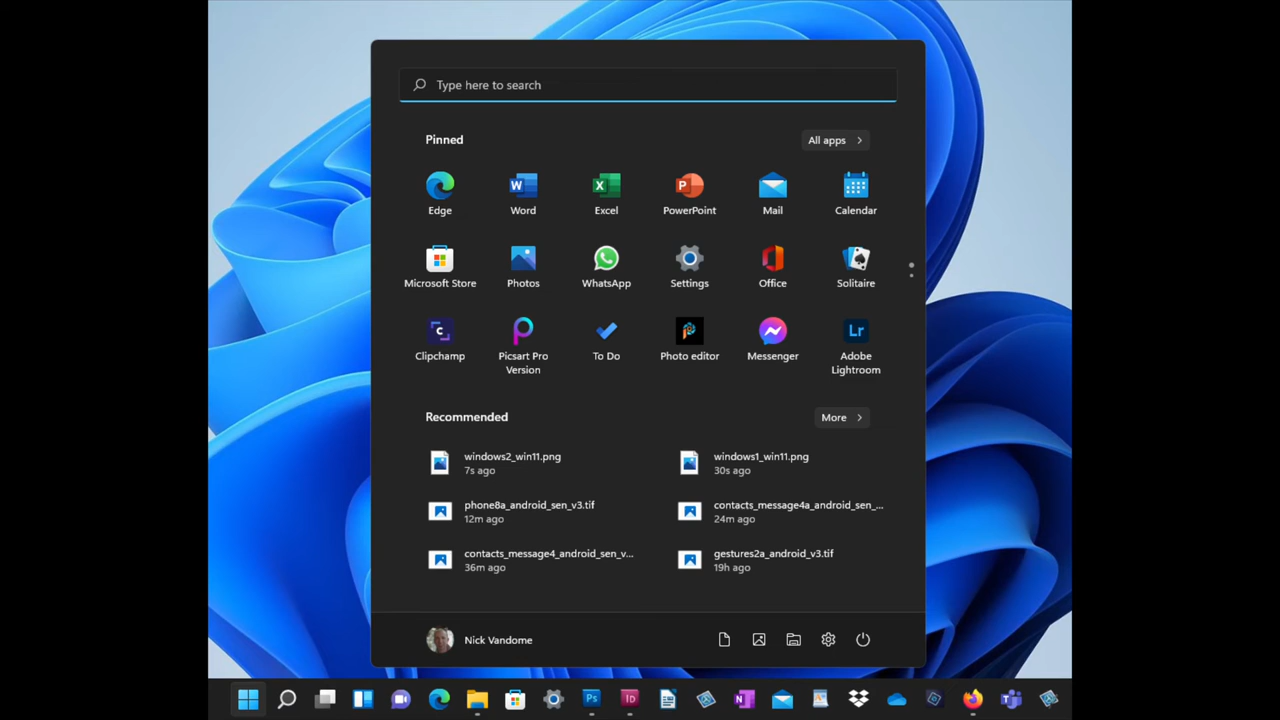 Type here to search
Pinned
All apps
Edge
Word
Excel
PowerPoint
Mail
Calendar
Microsoft Store
Photos
WhatsApp
Settings
Office
Solitaire
Clipchamp
Picsart Pro
Version
To Do
Photo editor
Messenger
Adobe
Lightroom
Recommended
More
windows2_win11.png
7s ago
windows1_win11.png
30s ago
phone8a_android_sen_v3.tif
12m ago
contacts_message4a_android_sen_...
24m ago
contacts_message4_android_sen_v...
36m ago
gestures2a_android_v3.tif
19h ago
Nick Vandome